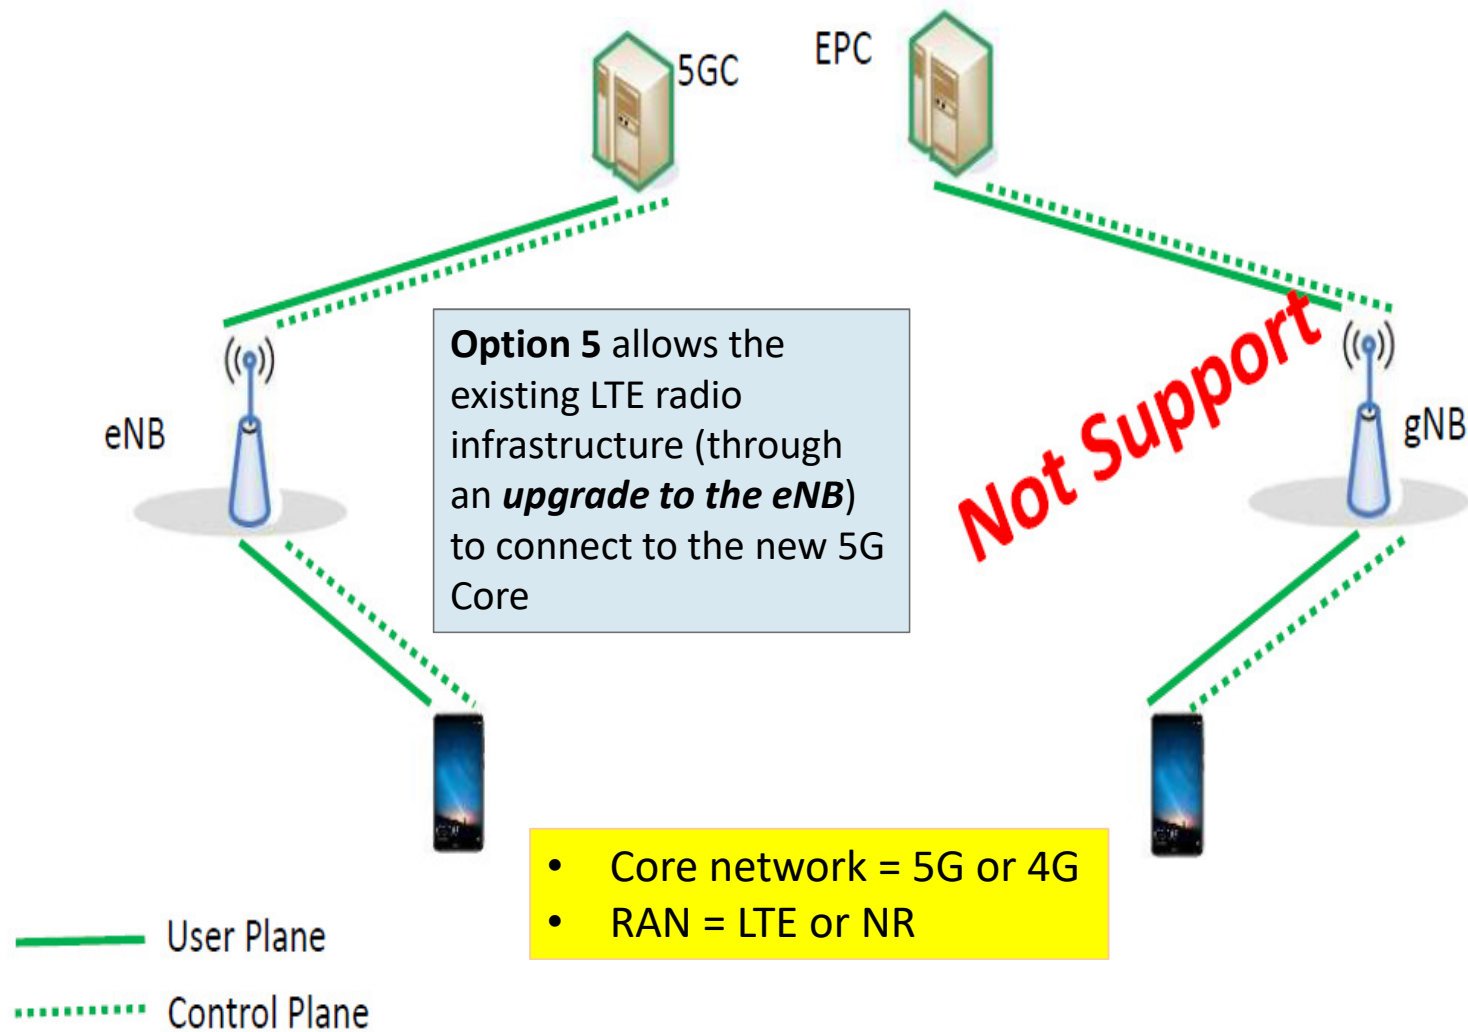 5GC
EPC
eNB
Option 5 allows the
existing LTE radio
infrastructure (through
an upgrade to the eNB)
to connect to the new 5G
Core
Not Support
gNB
• Core network = 5G or 4G
• RAN = LTE or NR
User Plane
Control Plane